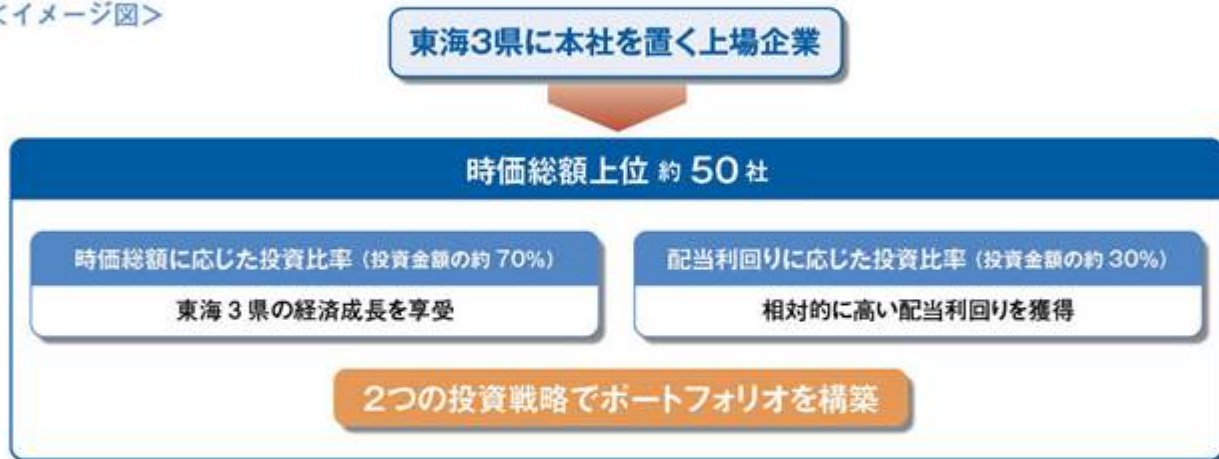 ＜イメージ図＞
東海3県に本社を置く上場企業
時価総額上位 約 50 社
時価総額に応じた投資比率（投資金額の約 70%）
東海 3 県の経済成長を享受
配当利回りに応じた投資比率（投資金額の約 30%）
相対的に高い配当利回りを獲得
2つの投資戦略でポートフォリオを構築